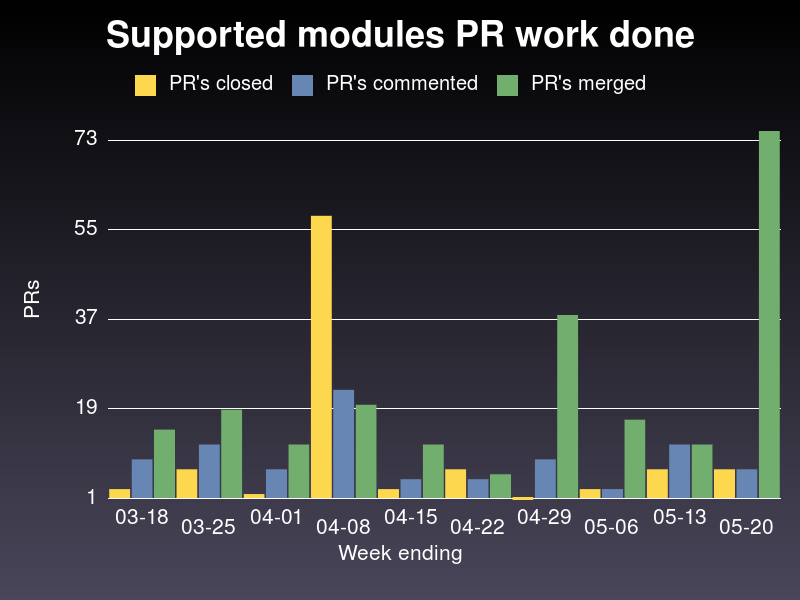 Supported modules PR work done
PR's closed PR's commented PR's merged
73
55
37
19
1
PRs
03-18 03-25 04-01 04-08 04-15 04-22 04-29 05-06 05-13 05-20
Week ending